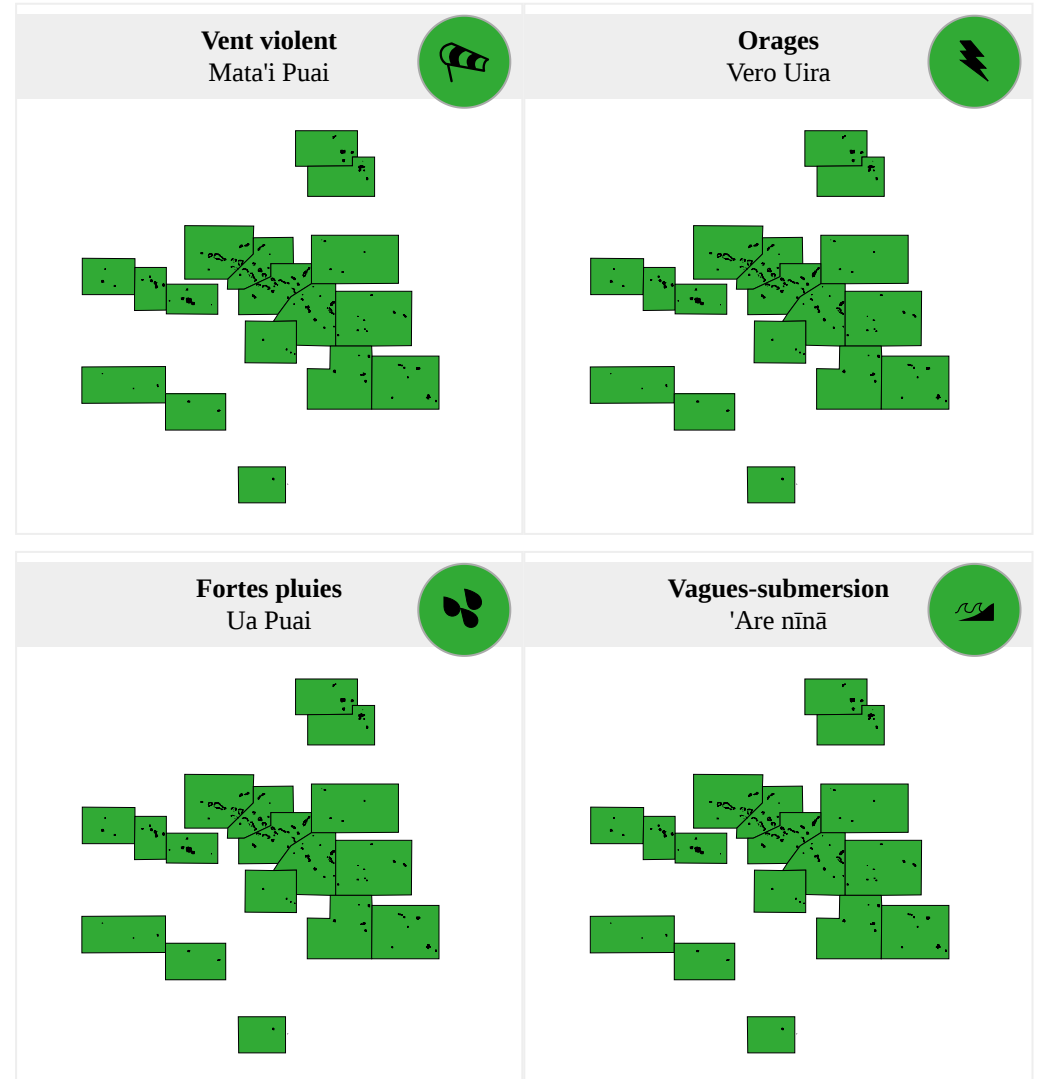 Vent violent
Mata'i Puai
Orages
Vero Uira
Fortes pluies
Ua Puai
Vagues-submersion
'Are nīnā